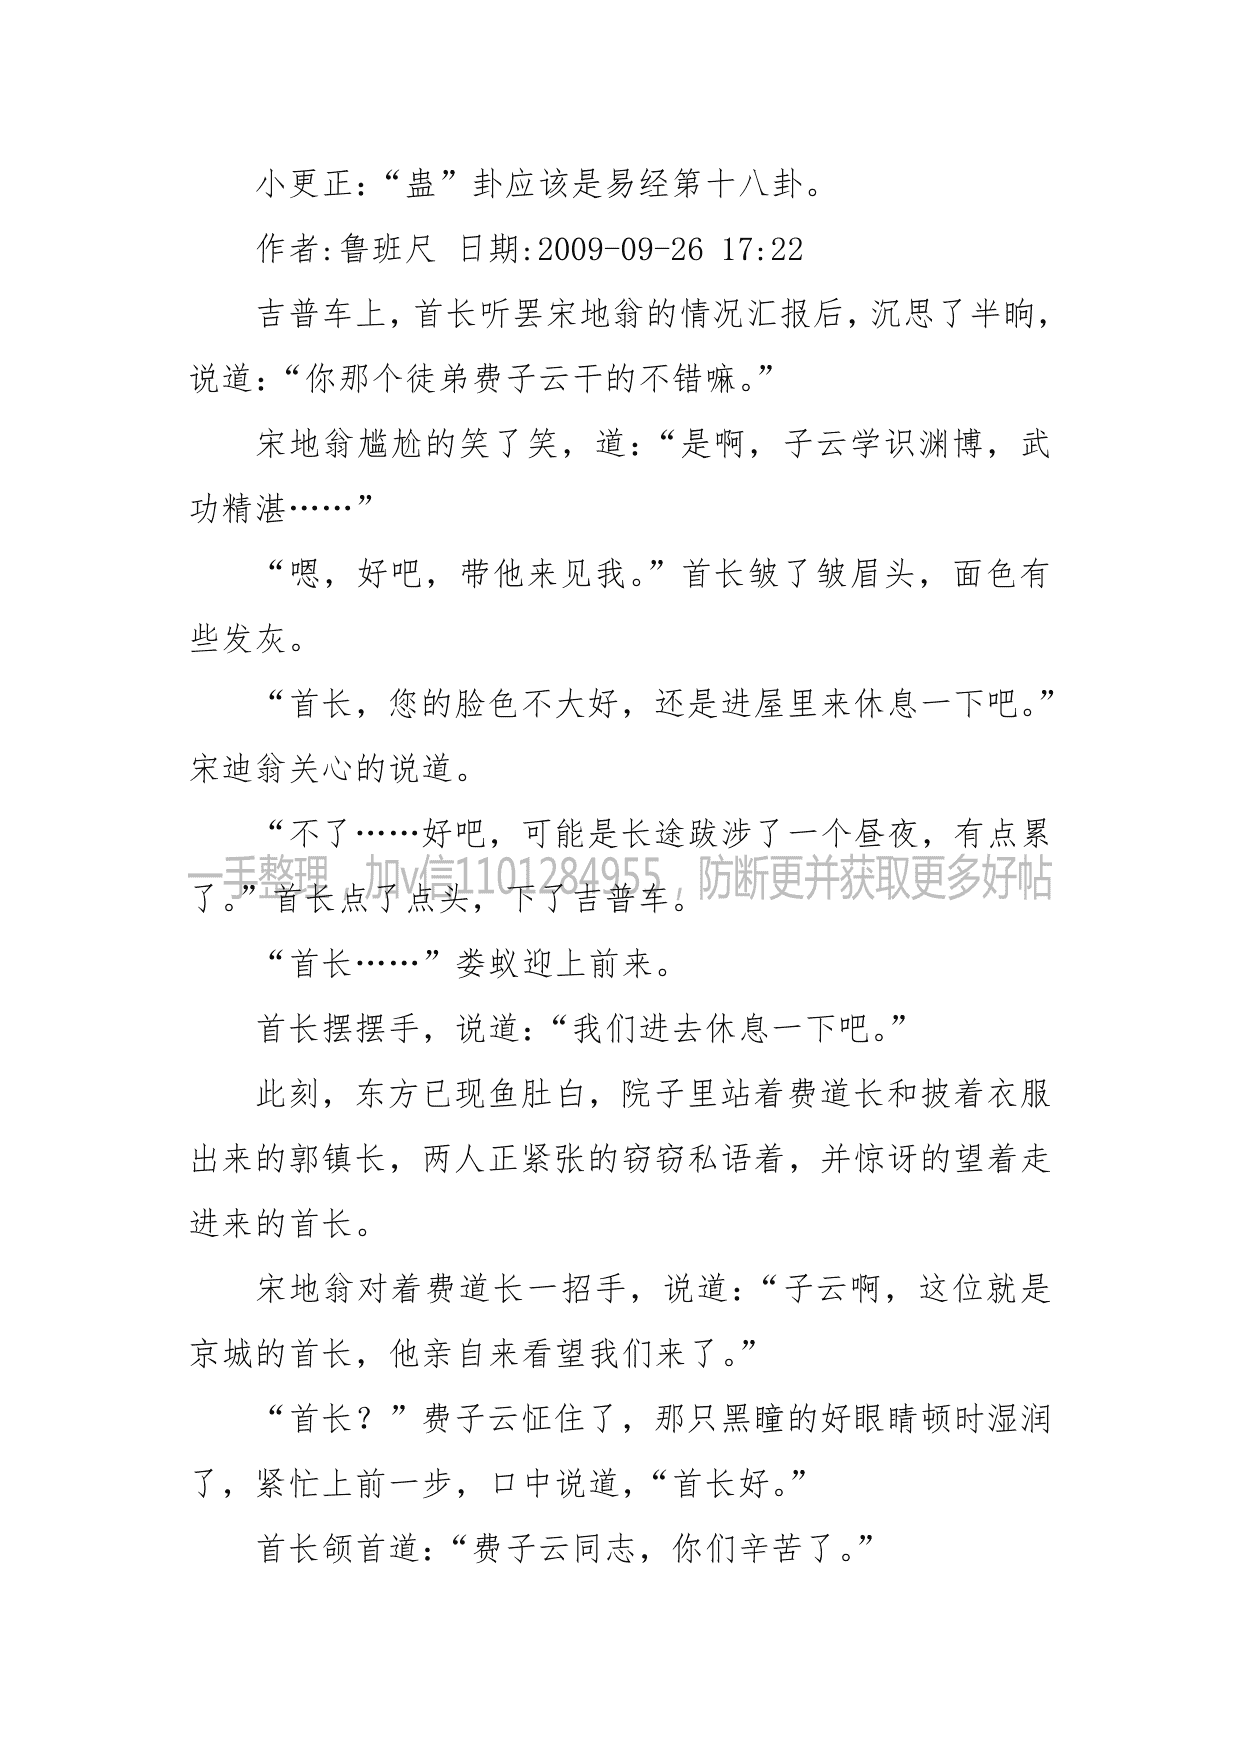 小更正：“蛊”卦应该是易经第十八卦。
作者:鲁班尺 日期:2009-09-26 17:22
吉普车上，首长听罢宋地翁的情况汇报后，沉思了半晌，
说道：“你那个徒弟费子云干的不错嘛。”
宋地翁尴尬的笑了笑，道：“是啊，子云学识渊博，武
功精湛……”
“嗯，好吧，带他来见我。”首长皱了皱眉头，面色有
些发灰。
“首长，您的脸色不大好，还是进屋里来休息一下吧。”
宋迪翁关心的说道。
“不了……好吧，可能是长途跋涉了一个昼夜，有点累
一手整理，加v信1101284955，防断更并获取更多好帖
了。”首长点了点头，下了吉普车。
“首长……”娄蚁迎上前来。
首长摆摆手，说道：“我们进去休息一下吧。”
此刻，东方已现鱼肚白，院子里站着费道长和披着衣服
出来的郭镇长，两人正紧张的窃窃私语着，并惊讶的望着走
进来的首长。
宋地翁对着费道长一招手，说道：“子云啊，这位就是
京城的首长，他亲自来看望我们来了。”
“首长？”费子云怔住了，那只黑瞳的好眼睛顿时湿润
了，紧忙上前一步，口中说道，“首长好。”
首长颌首道：“费子云同志，你们辛苦了。”